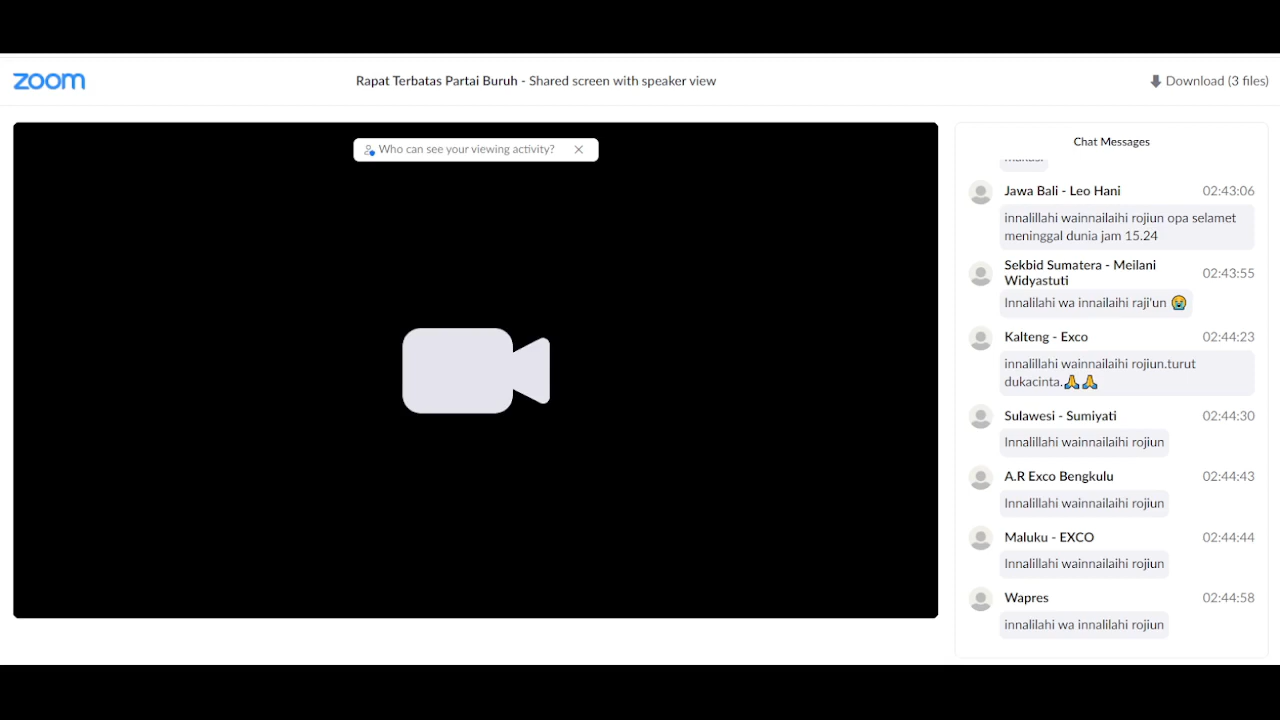 zoom
Rapat Terbatas Partai Buruh - Shared screen with speaker view
Download (3 files)
Who can see your viewing activity?
Chat Messages
Jawa Bali - Leo Hani
02:43:06
innalillahi wainnailaihi rojiun opa selamet
meninggal dunia jam 15.24
Sekbid Sumatera - Meilani
Widyastuti
02:43:55
Innalilahi wa innailaihi raji'un 😭
Kalteng - Exco
02:44:23
innalillahi wainnailaihi rojiun.turut
dukacinta.🙏🙏
Sulawesi - Sumiyati
02:44:30
Innalillahi wainnailaihi rojiun
A.R Exco Bengkulu
02:44:43
Innalillahi wainnailaihi rojiun
Maluku - EXCO
02:44:44
Innalillahi wainnailaihi rojiun
Wapres
02:44:58
innalilahi wa innalilahi rojiun